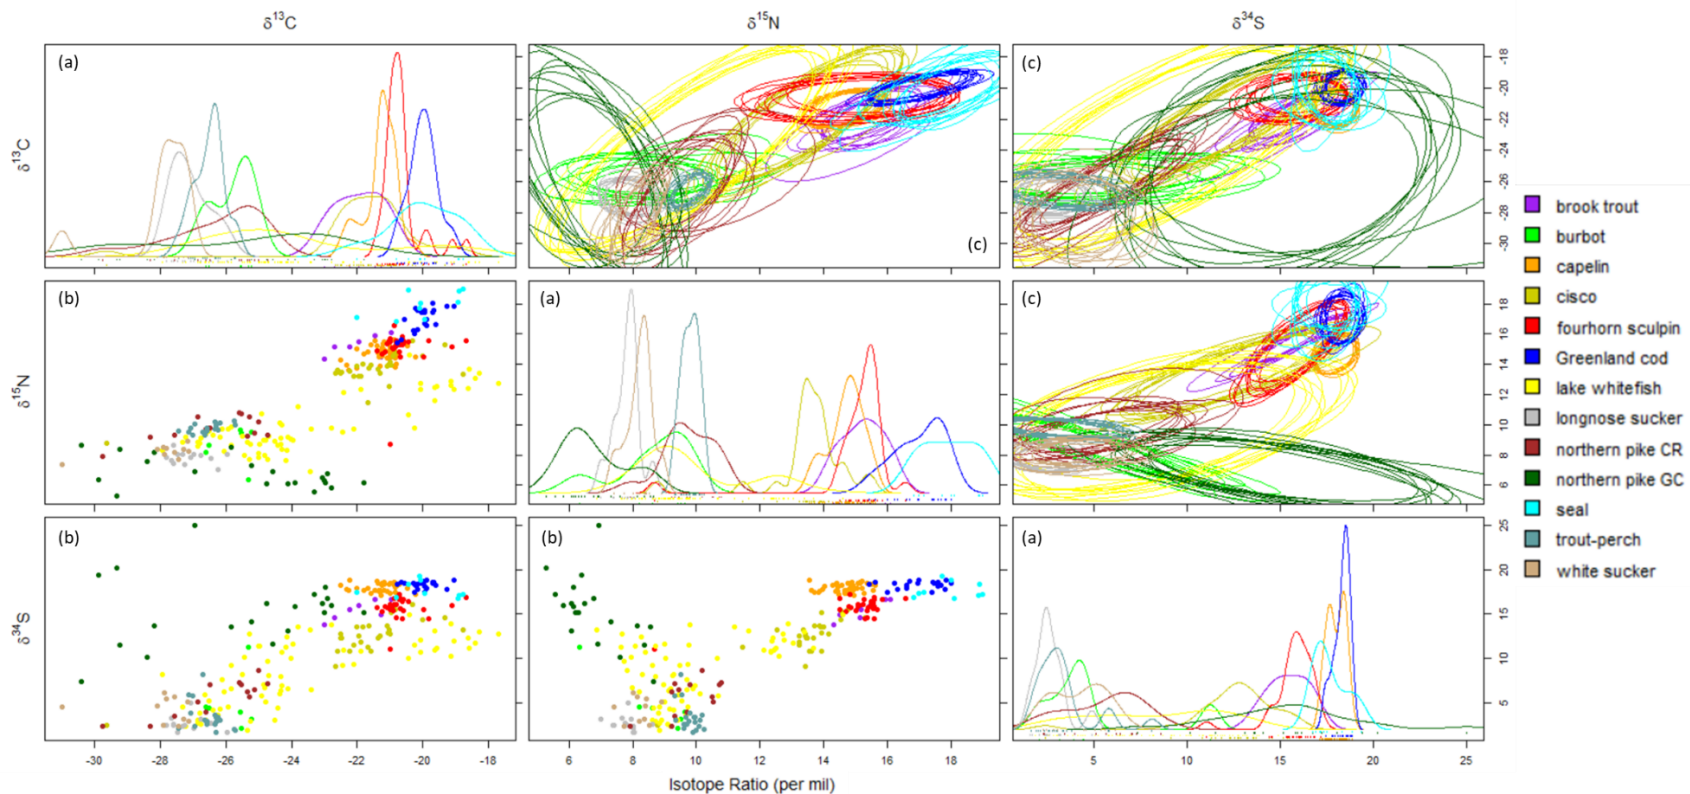 δ13C
δ15N
δ34S
(a)
(c)
(c)
-18
-20
-22
-24
-26
-28
-30
δ13C
(b)
(a)
(c)
18
16
14
12
10
8
6
δ15N
(b)
(b)
(a)
25
20
15
10
5
δ34S
-30 -28 -26 -24 -22 -20 -18
6 8 10 12 14 16 18
5 10 15 20 25
Isotope Ratio (per mil)
brook trout
burbot
capelin
cisco
fourhorn sculpin
Greenland cod
lake whitefish
longnose sucker
northern pike CR
northern pike GC
seal
trout-perch
white sucker